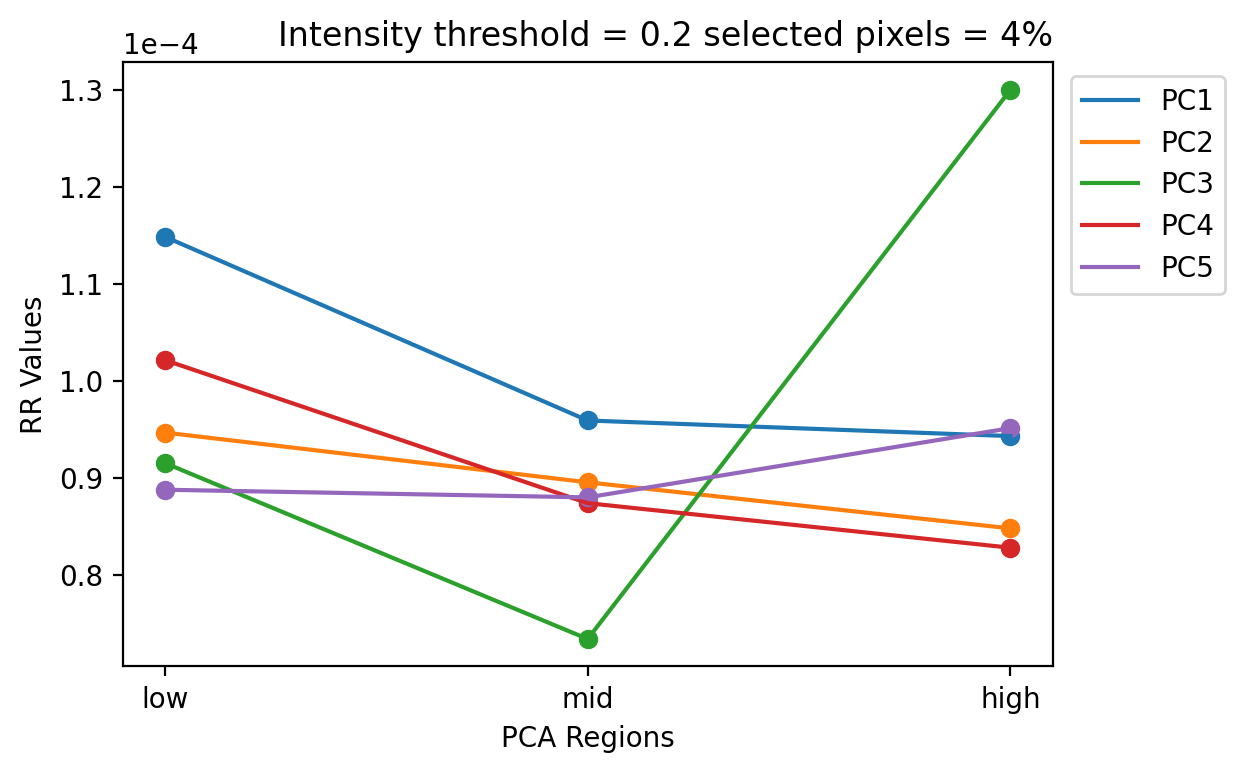 Intensity threshold = 0.2 selected pixels = 4%
1e−4
1.3
1.2
1.1
1.0
0.9
0.8
RR Values
low
mid
high
PCA Regions
PC1
PC2
PC3
PC4
PC5